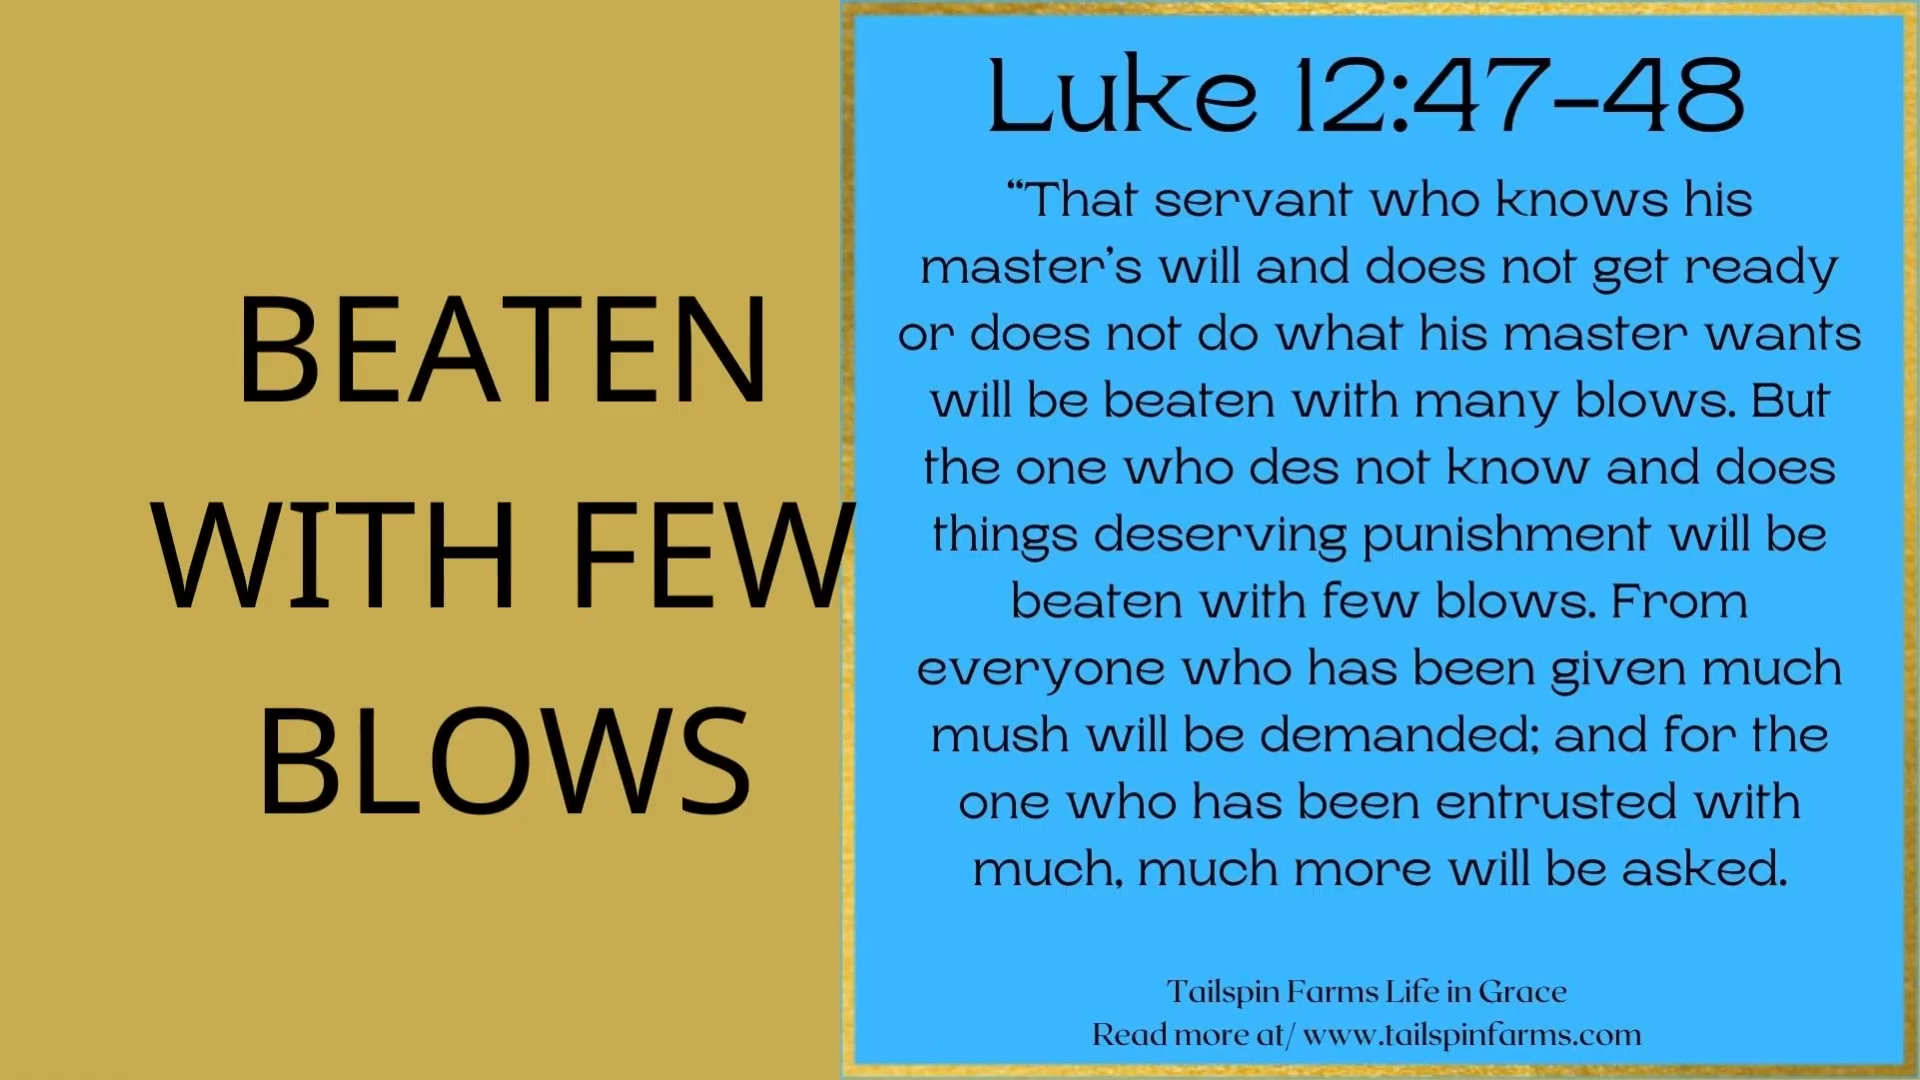 BEATEN
WITH FEW
BLOWS
Luke 12:47-48
“That servant who knows his
master’s will and does not get ready
or does not do what his master wants
will be beaten with many blows. But
the one who des not know and does
things deserving punishment will be
beaten with few blows. From
everyone who has been given much
mush will be demanded; and for the
one who has been entrusted with
much, much more will be asked.
Tailspin Farms Life in Grace
Read more at/ www.tailspinfarms.com